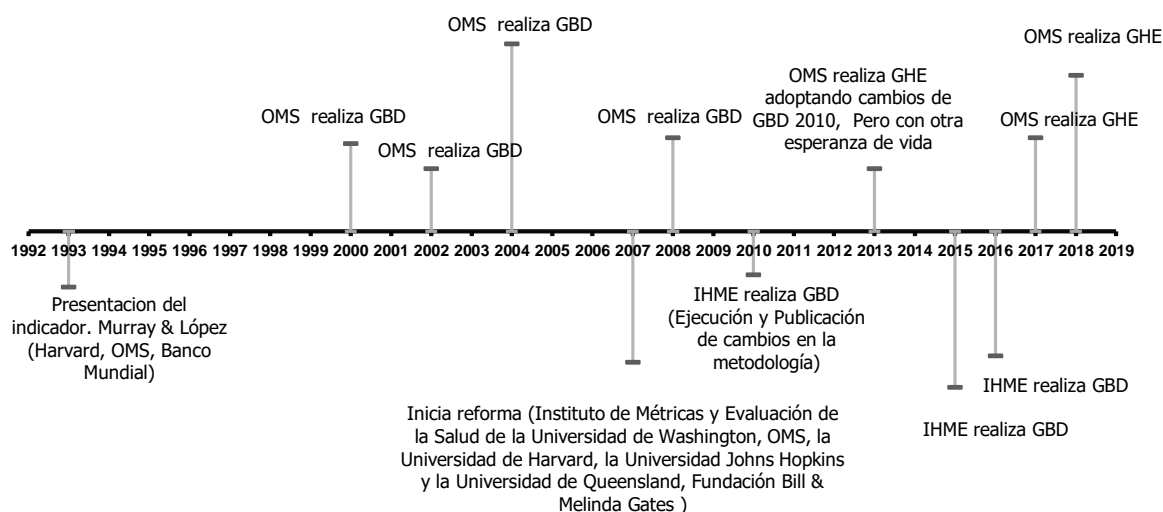 OMS realiza GBD
OMS realiza GHE
OMS realiza GHE
adoptando cambios de
GBD 2010, Pero con otra
esperanza de vida
OMS realiza GBD
OMS realiza GBD
OMS realiza GHE
OMS realiza GBD
1992 1993 1994 1995 1996 1997 1998 1999 2000 2001 2002 2003 2004 2005 2006 2007 2008 2009 2010 2011 2012 2013 2014 2015 2016 2017 2018 2019
Presentacion del
indicador. Murray & López
(Harvard, OMS, Banco
Mundial)
IHME realiza GBD
(Ejecución y Publicación
de cambios en la
metodología)
IHME realiza GBD
IHME realiza GBD
Inicia reforma (Instituto de Métricas y Evaluación de
la Salud de la Universidad de Washington, OMS, la
Universidad de Harvard, la Universidad Johns Hopkins
y la Universidad de Queensland, Fundación Bill &
Melinda Gates )